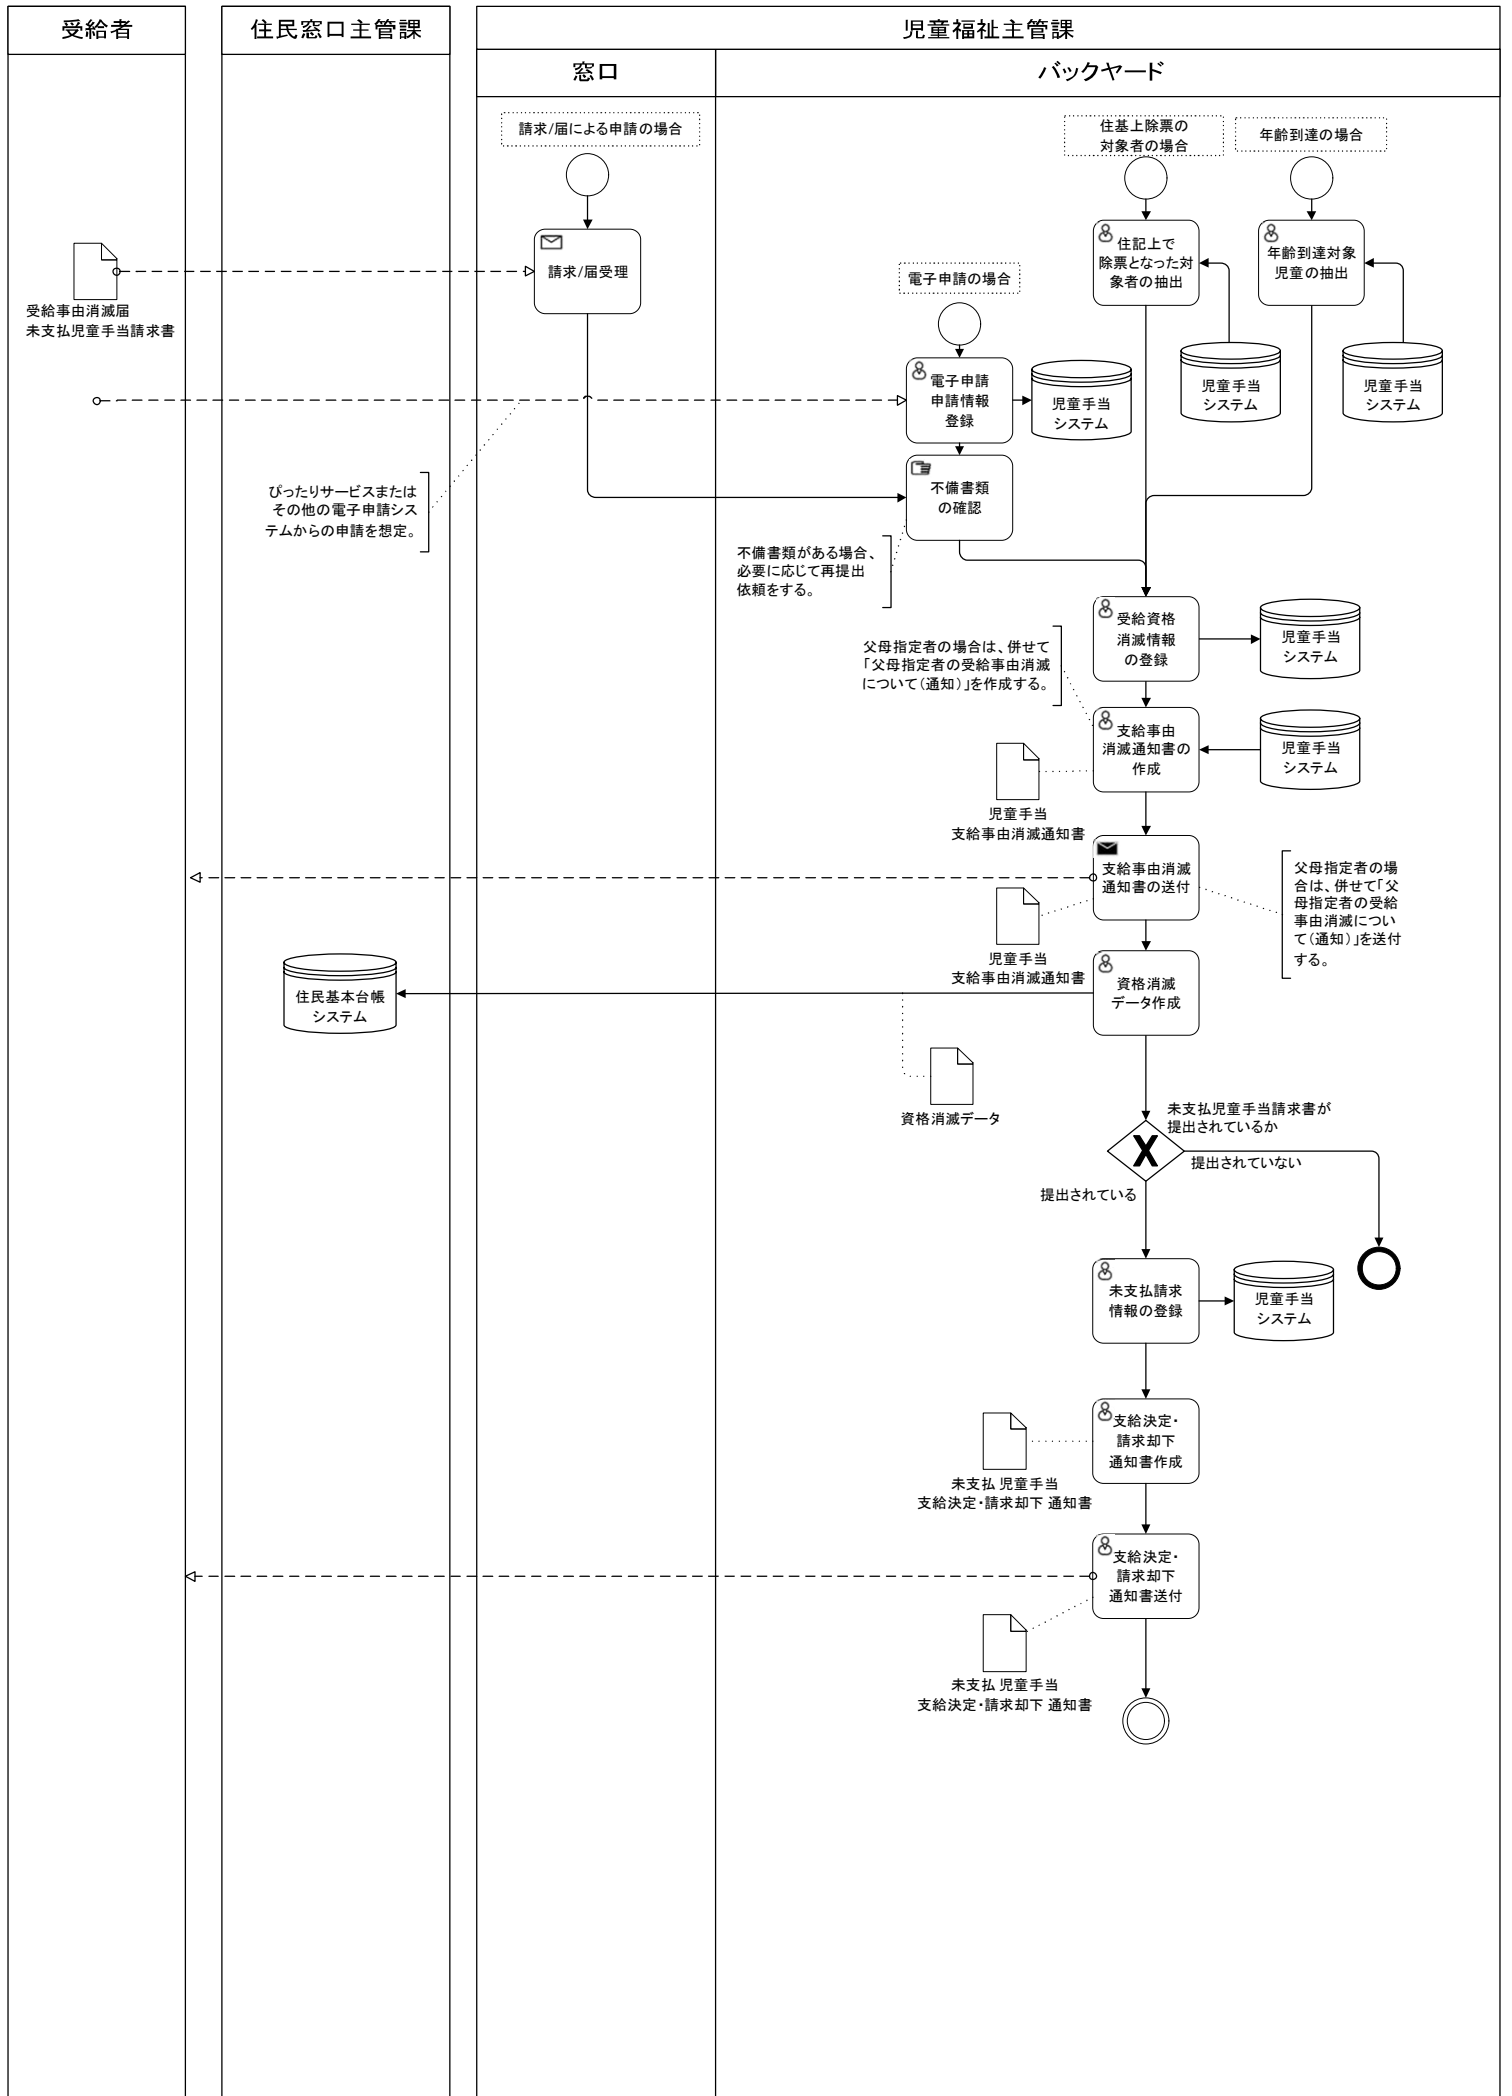 受給者
住民窓口主管課
児童福祉主管課
窓口
バックヤード
請求/届による申請の場合
住基上除票の
対象者の場合
年齢到達の場合
請求/届受理
住記上で
除票となった対
象者の抽出
年齢到達対象
児童の抽出
受給事由消滅届
未支払児童手当請求書
電子申請の場合
電子申請
申請情報
登録
児童手当
システム
児童手当
システム
児童手当
システム
ぴったりサービスまたは
その他の電子申請シス
テムからの申請を想定。
不備書類
の確認
不備書類がある場合、
必要に応じて再提出
依頼をする。
受給資格
消滅情報
の登録
児童手当
システム
父母指定者の場合は、併せて
「父母指定者の受給事由消滅
について(通知)」を作成する。
支給事由
消滅通知書の
作成
児童手当
システム
児童手当
支給事由消滅通知書
支給事由消滅
通知書の送付
父母指定者の場
合は、併せて「父
母指定者の受給
事由消滅につい
て(通知)」を送付
する。
児童手当
支給事由消滅通知書
住民基本台帳
システム
資格消滅
データ作成
資格消滅データ
未支払児童手当請求書が
提出されているか
提出されていない
提出されている
未支払請求
情報の登録
児童手当
システム
支給決定・
請求却下
通知書作成
未支払 児童手当
支給決定・請求却下 通知書
支給決定・
請求却下
通知書送付
未支払 児童手当
支給決定・請求却下 通知書